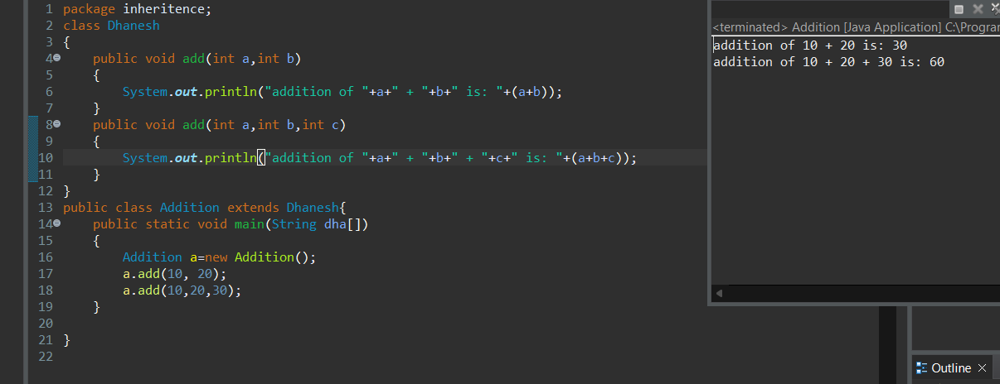 1 package inheritence;
2 class Dhanesh
3 {
4 public void add(int a,int b)
5 {
6 System.out.println("addition of "+a+" + "+b+" is: "+(a+b));
7 }
8 public void add(int a,int b,int c)
9 {
10 System.out.println("addition of "+a+" + "+b+" + "+c+" is: "+(a+b+c));
11 }
12 }
13 public class Addition extends Dhanesh{
14 public static void main(String dha[])
15 {
16 Addition a=new Addition();
17 a.add(10, 20);
18 a.add(10,20,30);
19 }
20
21 }
22
<terminated> Addition [Java Application] C:\Program
addition of 10 + 20 is: 30
addition of 10 + 20 + 30 is: 60
Outline